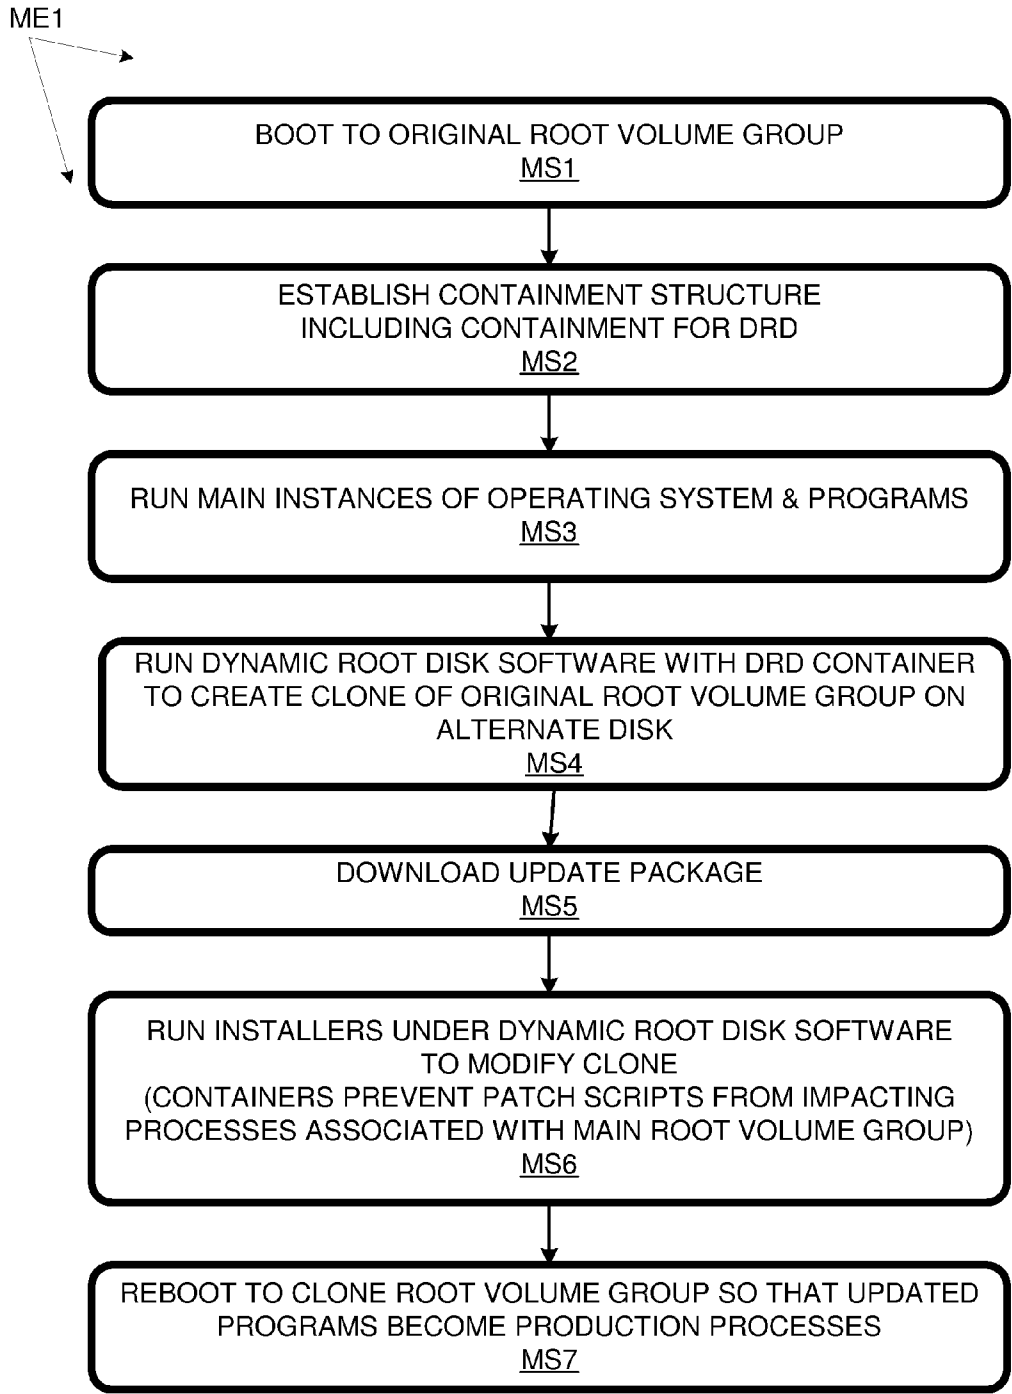 ME1
BOOT TO ORIGINAL ROOT VOLUME GROUP
MS1
ESTABLISH CONTAINMENT STRUCTURE
INCLUDING CONTAINMENT FOR DRD
MS2
RUN MAIN INSTANCES OF OPERATING SYSTEM & PROGRAMS
MS3
RUN DYNAMIC ROOT DISK SOFTWARE WITH DRD CONTAINER
TO CREATE CLONE OF ORIGINAL ROOT VOLUME GROUP ON
ALTERNATE DISK
MS4
DOWNLOAD UPDATE PACKAGE
MS5
RUN INSTALLERS UNDER DYNAMIC ROOT DISK SOFTWARE
TO MODIFY CLONE
(CONTAINERS PREVENT PATCH SCRIPTS FROM IMPACTING
PROCESSES ASSOCIATED WITH MAIN ROOT VOLUME GROUP)
MS6
REBOOT TO CLONE ROOT VOLUME GROUP SO THAT UPDATED
PROGRAMS BECOME PRODUCTION PROCESSES
MS7